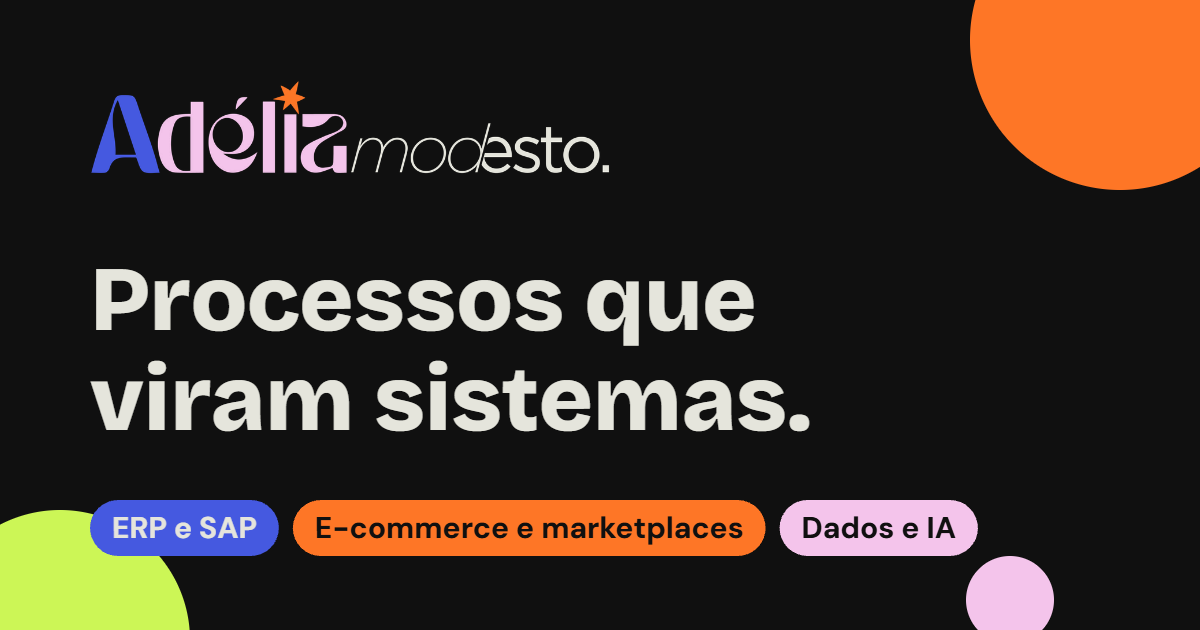 Adélia modesto.
Processos que
viram sistemas.
ERP e SAP
E-commerce e marketplaces
Dados e IA